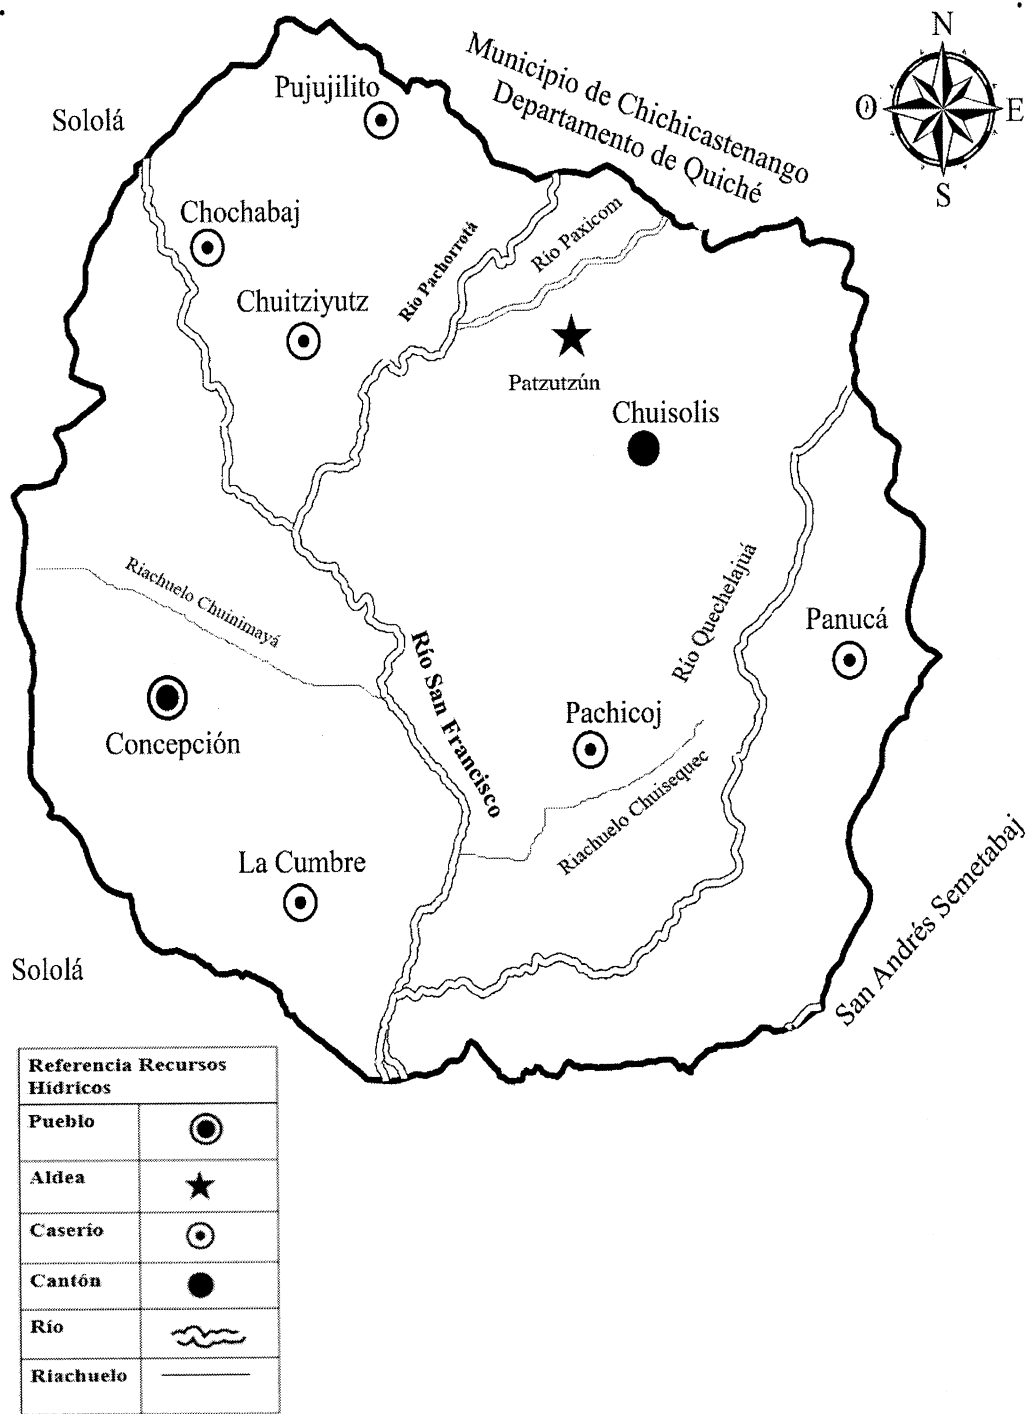 N
O
E
S
Municipio de Chichicastenango
Departamento de Quiché
Pujujilito
Sololá
Chochabaj
Río Pachorrotá
Río Paxicom
Chuitziyutz
Patzutzún
Chuisolis
Riachuelo Chuinimayá
Río Quechelajuá
Panucá
Río San Francisco
Pachicoj
Concepción
Riachuelo Chuisequec
La Cumbre
San Andrés Semetabaj
Sololá
Referencia Recursos
Hídricos
Pueblo
Aldea
Caserío
Cantón
Río
Riachuelo